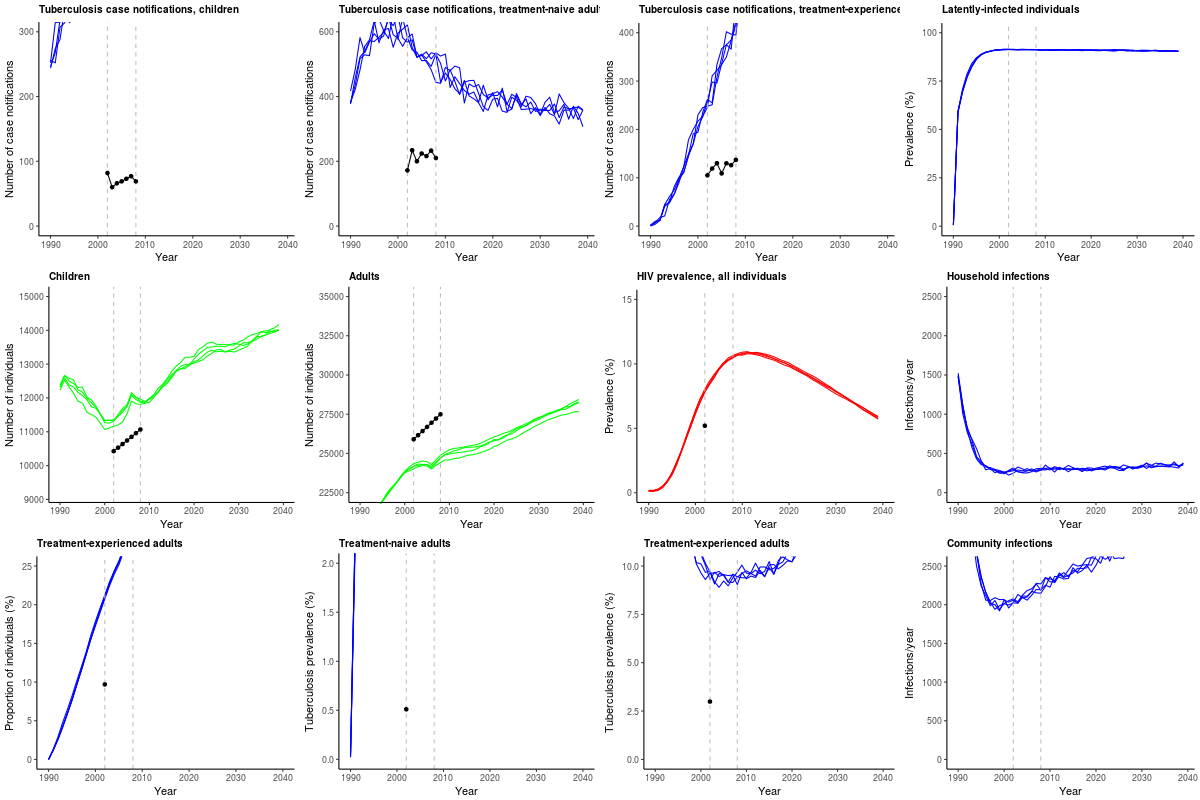 Tuberculosis case notifications, children
Number of case notifications
300
200
100
0
1990 2000 2010 2020 2030 2040
Year
Tuberculosis case notifications, treatment-naive adul
Number of case notifications
600
400
200
0
1990 2000 2010 2020 2030 2040
Year
Tuberculosis case notifications, treatment-experience
Number of case notifications
400
300
200
100
0
1990 2000 2010 2020 2030 2040
Year
Latently-infected individuals
Prevalence (%)
100
75
50
25
0
1990 2000 2010 2020 2030 2040
Year
Children
Number of individuals
15000
14000
13000
12000
11000
10000
9000
1990 2000 2010 2020 2030 2040
Year
Adults
Number of individuals
35000
32500
30000
27500
25000
22500
1990 2000 2010 2020 2030 2040
Year
HIV prevalence, all individuals
Prevalence (%)
15
10
5
0
1990 2000 2010 2020 2030 2040
Year
Household infections
Infections/year
2500
2000
1500
1000
500
0
1990 2000 2010 2020 2030 2040
Year
Treatment-experienced adults
Proportion of individuals (%)
25
20
15
10
5
0
1990 2000 2010 2020 2030 2040
Year
Treatment-naive adults
Tuberculosis prevalence (%)
2.0
1.5
1.0
0.5
0.0
1990 2000 2010 2020 2030 2040
Year
Treatment-experienced adults
Tuberculosis prevalence (%)
10.0
7.5
5.0
2.5
0.0
1990 2000 2010 2020 2030 2040
Year
Community infections
Infections/year
2500
2000
1500
1000
500
0
1990 2000 2010 2020 2030 2040
Year